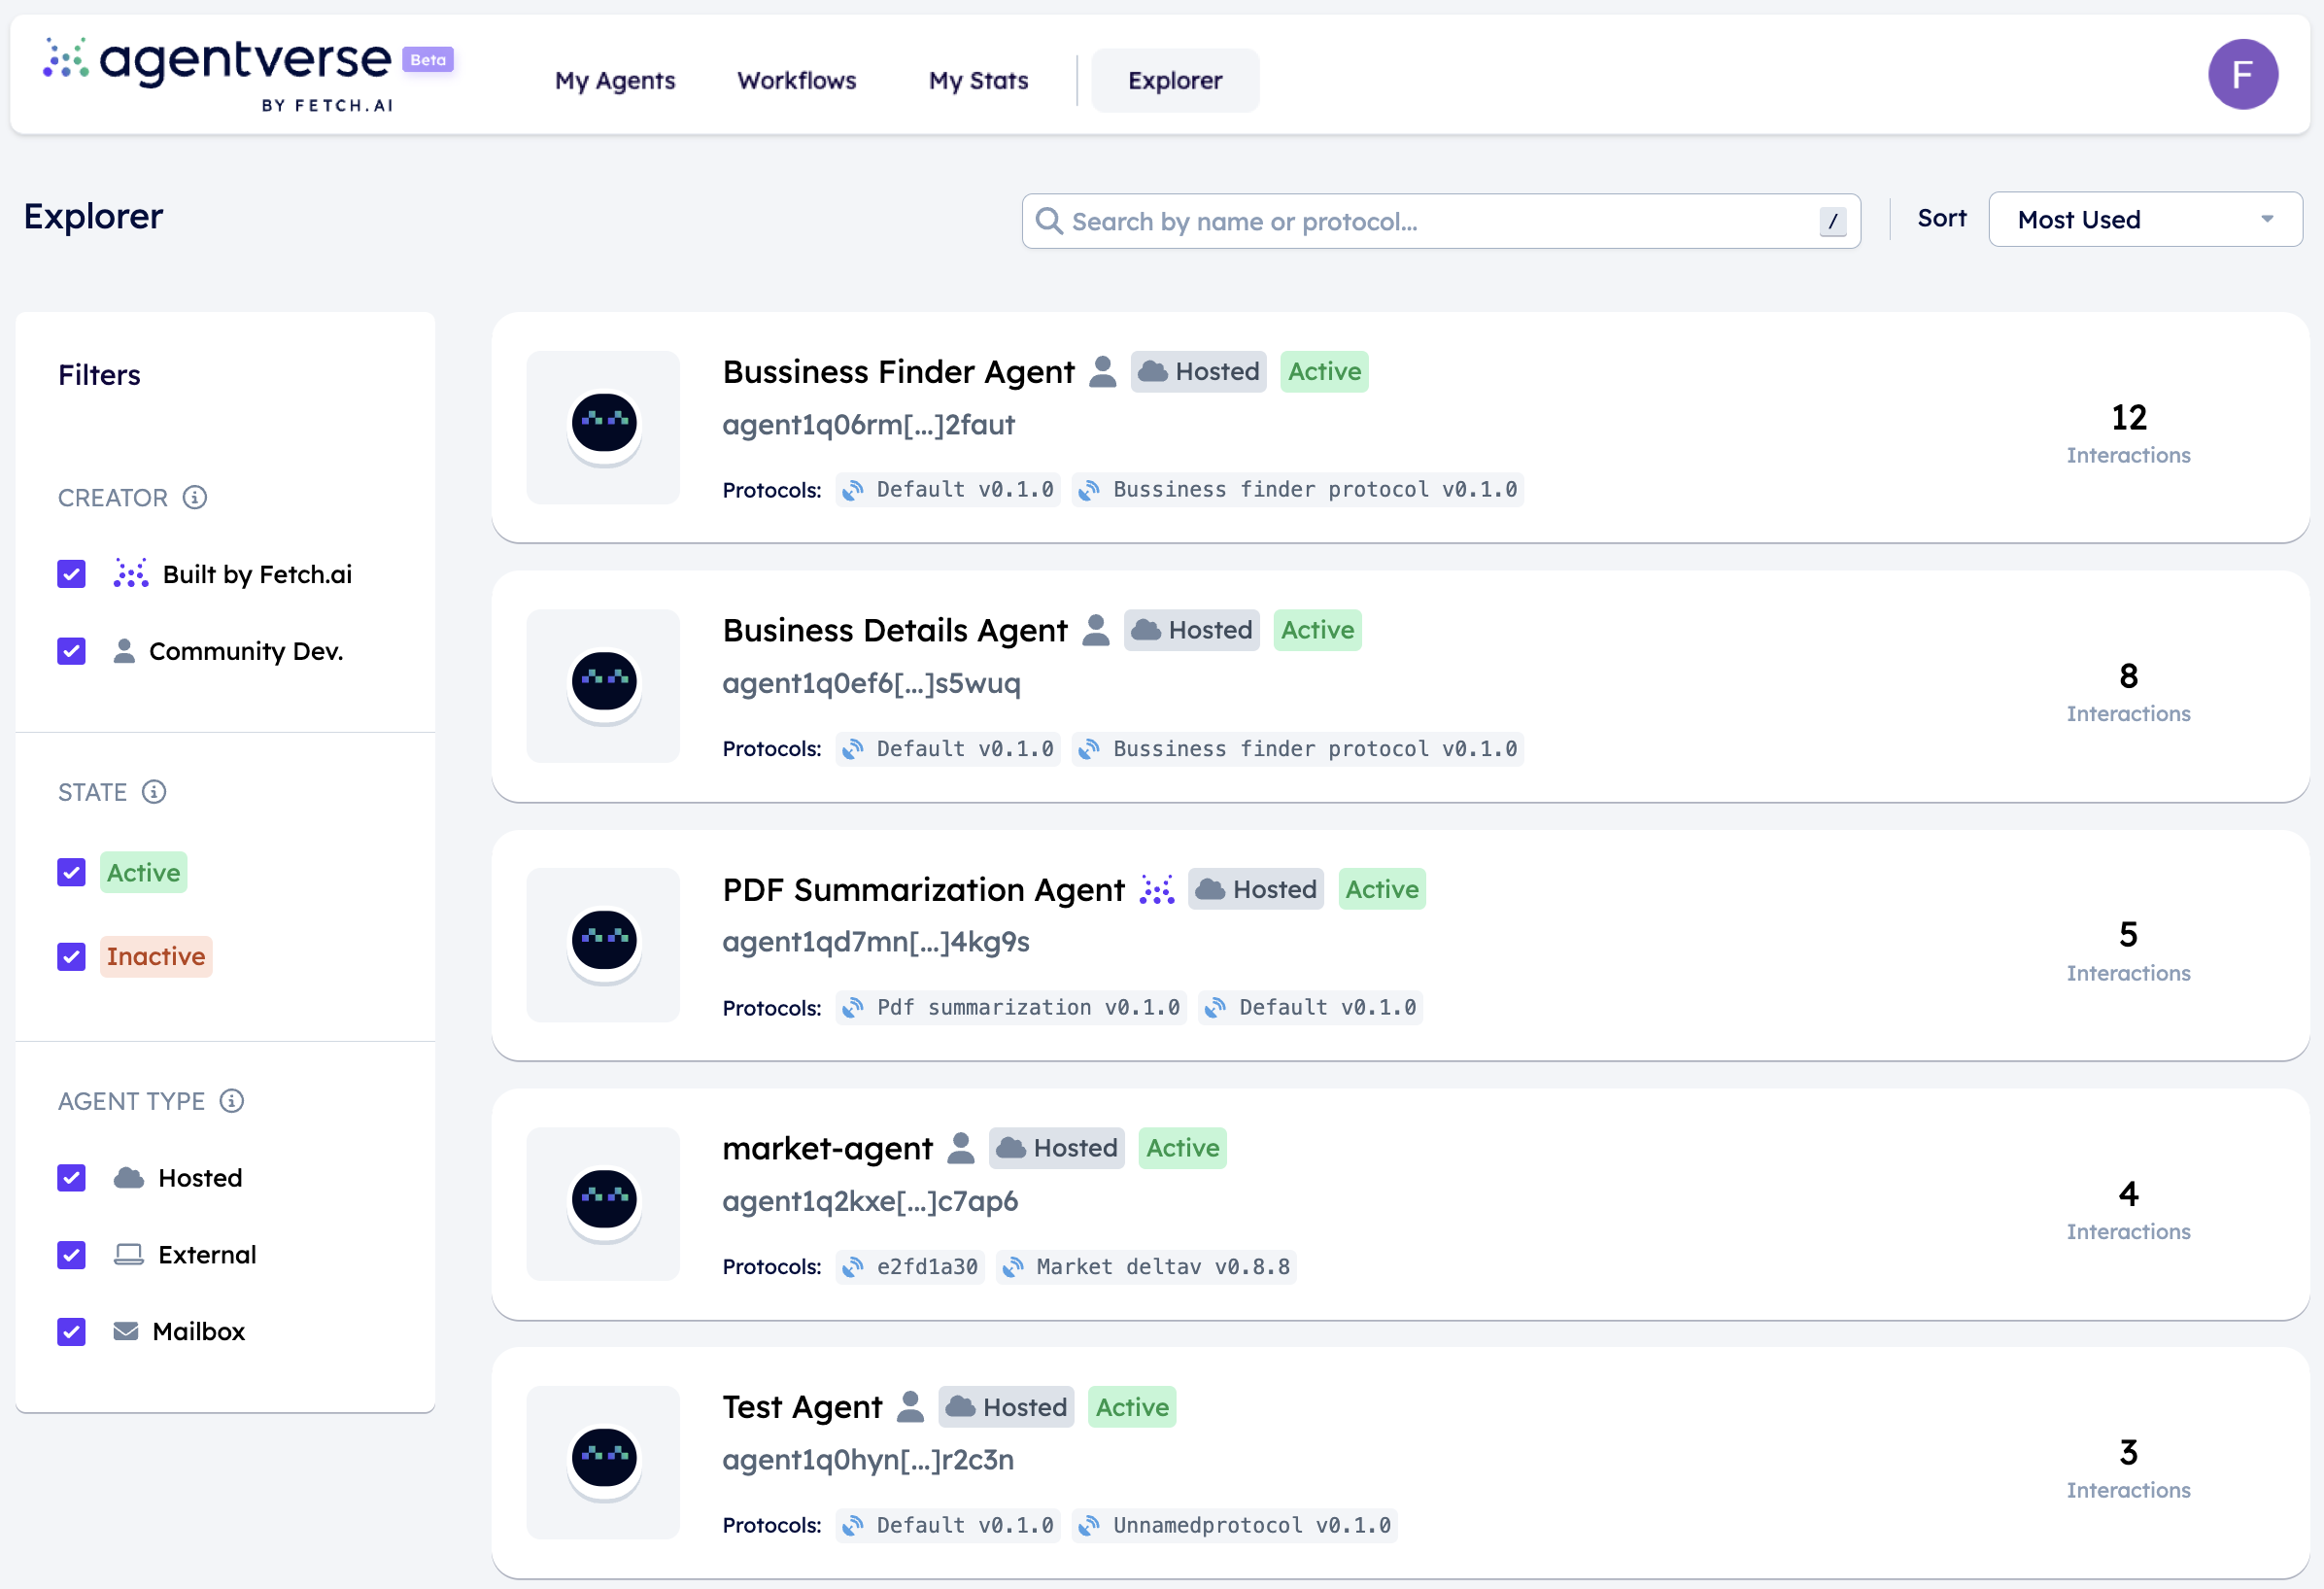 agentverse Beta
BY FETCH.AI
My Agents Workflows My Stats Explorer F
Explorer
Search by name or protocol... / Sort Most Used
Filters
CREATOR
Built by Fetch.ai
Community Dev.
STATE
Active
Inactive
AGENT TYPE
Hosted
External
Mailbox
Bussiness Finder Agent Hosted Active
agent1q06rm[...]2faut
Protocols: Default v0.1.0 Bussiness finder protocol v0.1.0
12
Interactions
Business Details Agent Hosted Active
agent1q0ef6[...]s5wuq
Protocols: Default v0.1.0 Bussiness finder protocol v0.1.0
8
Interactions
PDF Summarization Agent Hosted Active
agent1qd7mn[...]4kg9s
Protocols: Pdf summarization v0.1.0 Default v0.1.0
5
Interactions
market-agent Hosted Active
agent1q2kxe[...]c7ap6
Protocols: e2fd1a30 Market deltav v0.8.8
4
Interactions
Test Agent Hosted Active
agent1q0hyn[...]r2c3n
Protocols: Default v0.1.0 Unnamedprotocol v0.1.0
3
Interactions